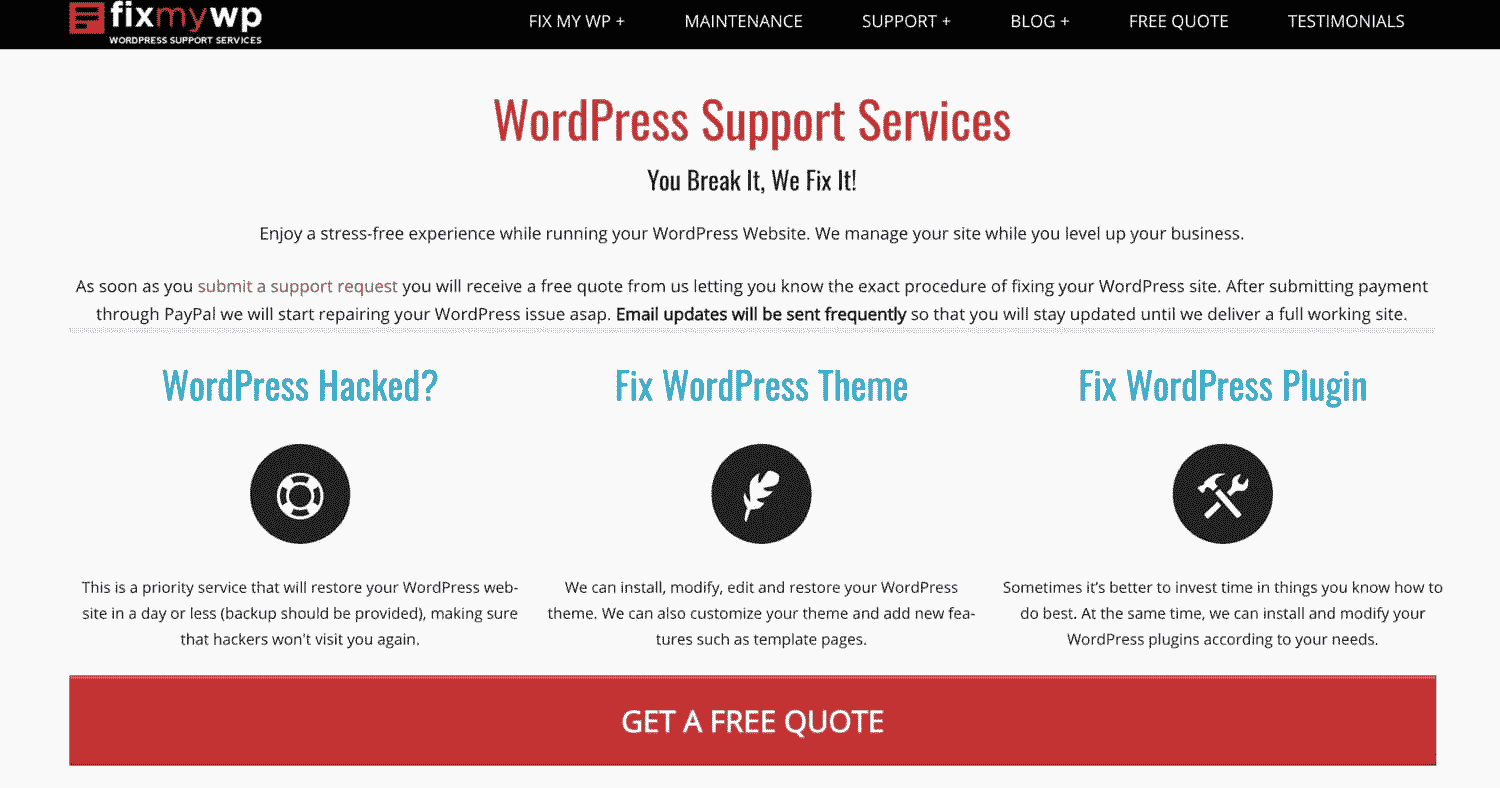 fixmywp
WORDPRESS SUPPORT SERVICES
FIX MY WP + MAINTENANCE SUPPORT + BLOG + FREE QUOTE TESTIMONIALS
WordPress Support Services
You Break It, We Fix It!
Enjoy a stress-free experience while running your WordPress Website. We manage your site while you level up your business.
As soon as you submit a support request you will receive a free quote from us letting you know the exact procedure of fixing your WordPress site. After submitting payment
through PayPal we will start repairing your WordPress issue asap. Email updates will be sent frequently so that you will stay updated until we deliver a full working site.
WordPress Hacked?
This is a priority service that will restore your WordPress web-
site in a day or less (backup should be provided), making sure
that hackers won't visit you again.
Fix WordPress Theme
We can install, modify, edit and restore your WordPress
theme. We can also customize your theme and add new fea-
tures such as template pages.
Fix WordPress Plugin
Sometimes it's better to invest time in things you know how to
do best. At the same time, we can install and modify your
WordPress plugins according to your needs.
GET A FREE QUOTE